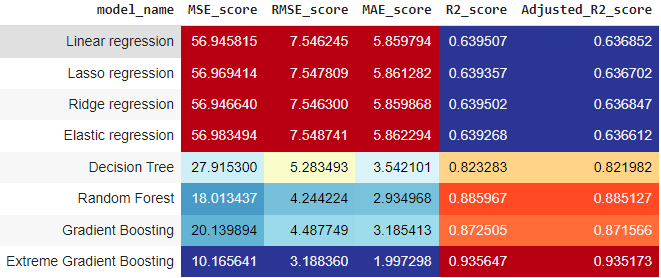 model_name MSE_score RMSE_score MAE_score R2_score Adjusted_R2_score
Linear regression 56.945815 7.546245 5.859794 0.639507 0.636852
Lasso regression 56.969414 7.547809 5.861282 0.639357 0.636702
Ridge regression 56.946640 7.546300 5.859868 0.639502 0.636847
Elastic regression 56.983494 7.548741 5.862294 0.639268 0.636612
Decision Tree 27.915300 5.283493 3.542101 0.823283 0.821982
Random Forest 18.013437 4.244224 2.934968 0.885967 0.885127
Gradient Boosting 20.139894 4.487749 3.185413 0.872505 0.871566
Extreme Gradient Boosting 10.165641 3.188360 1.997298 0.935647 0.935173